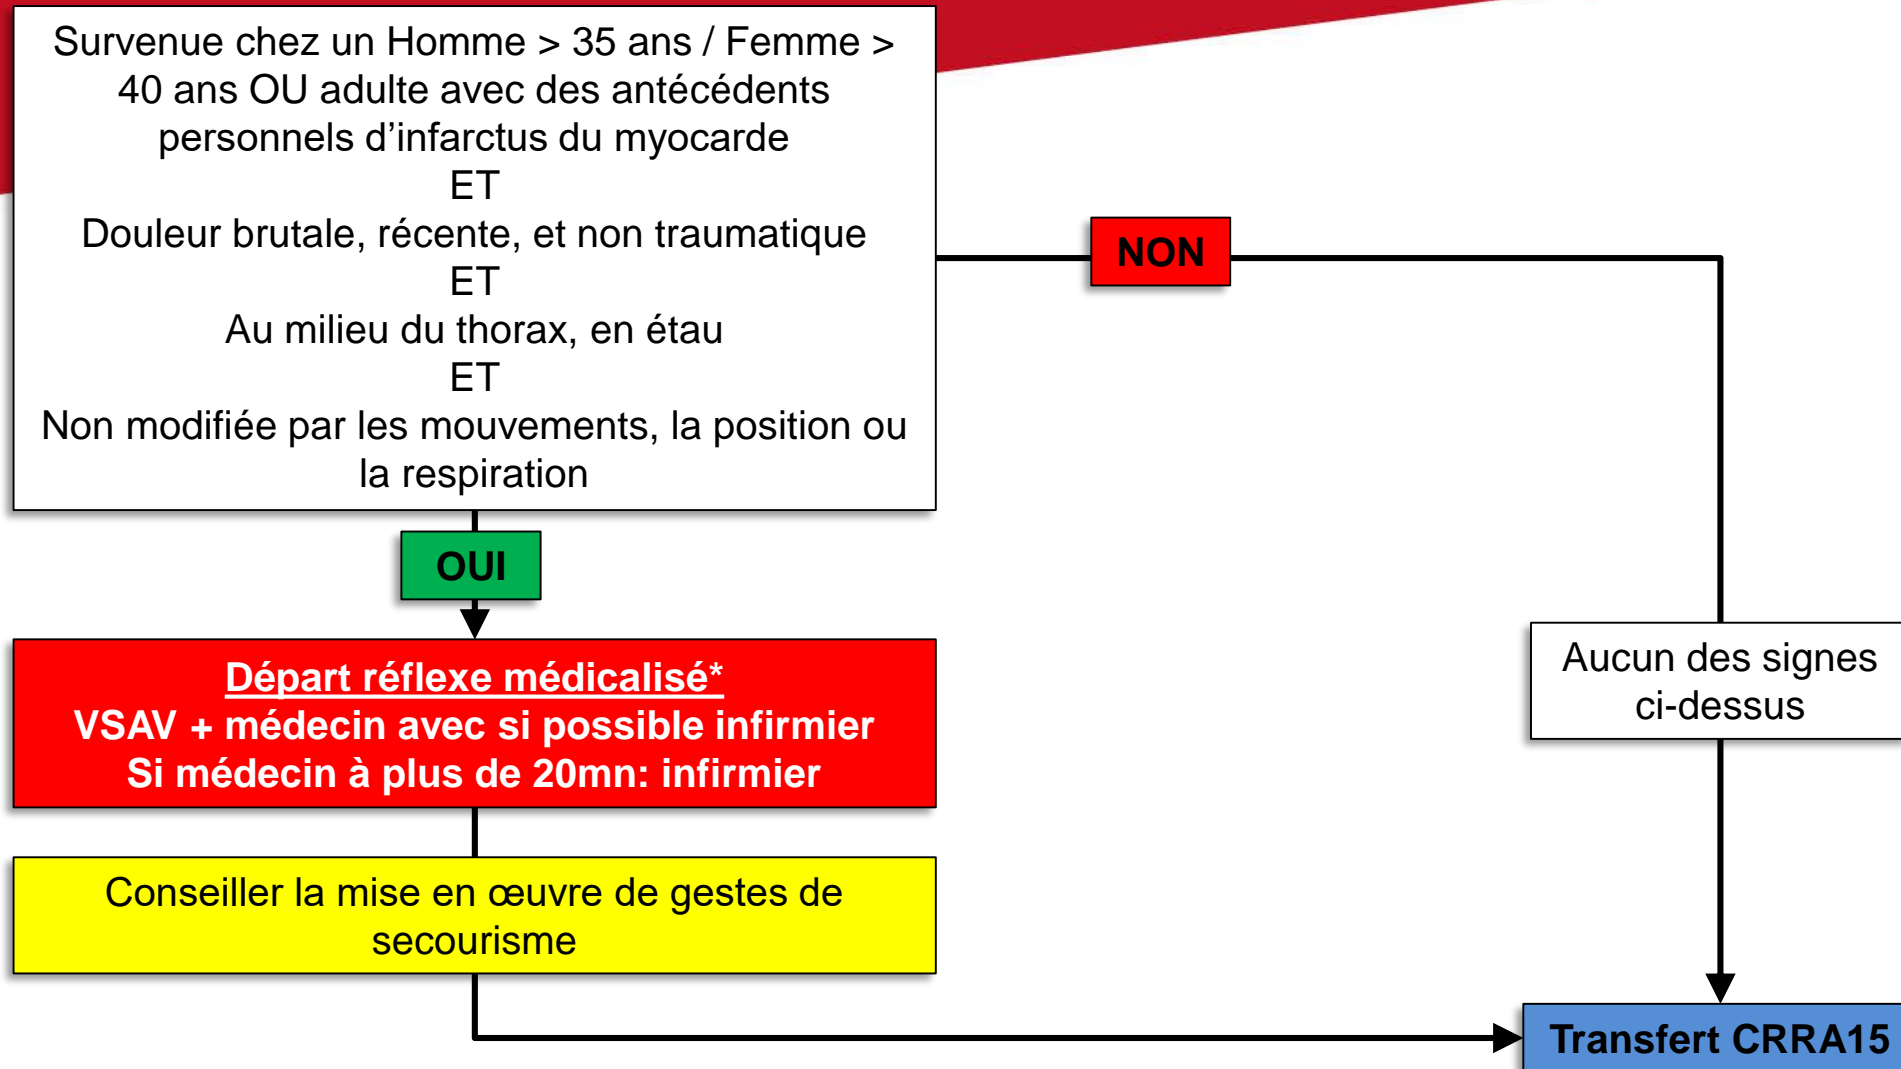 Survenue chez un Homme > 35 ans / Femme >
40 ans OU adulte avec des antécédents
personnels d’infarctus du myocarde
ET
Douleur brutale, récente, et non traumatique
ET
Au milieu du thorax, en étau
ET
Non modifiée par les mouvements, la position ou
la respiration
NON
OUI
Départ réflexe médicalisé*
VSAV + médecin avec si possible infirmier
Si médecin à plus de 20mn: infirmier
Aucun des signes
ci-dessus
Conseiller la mise en œuvre de gestes de
secourisme
Transfert CRRA15